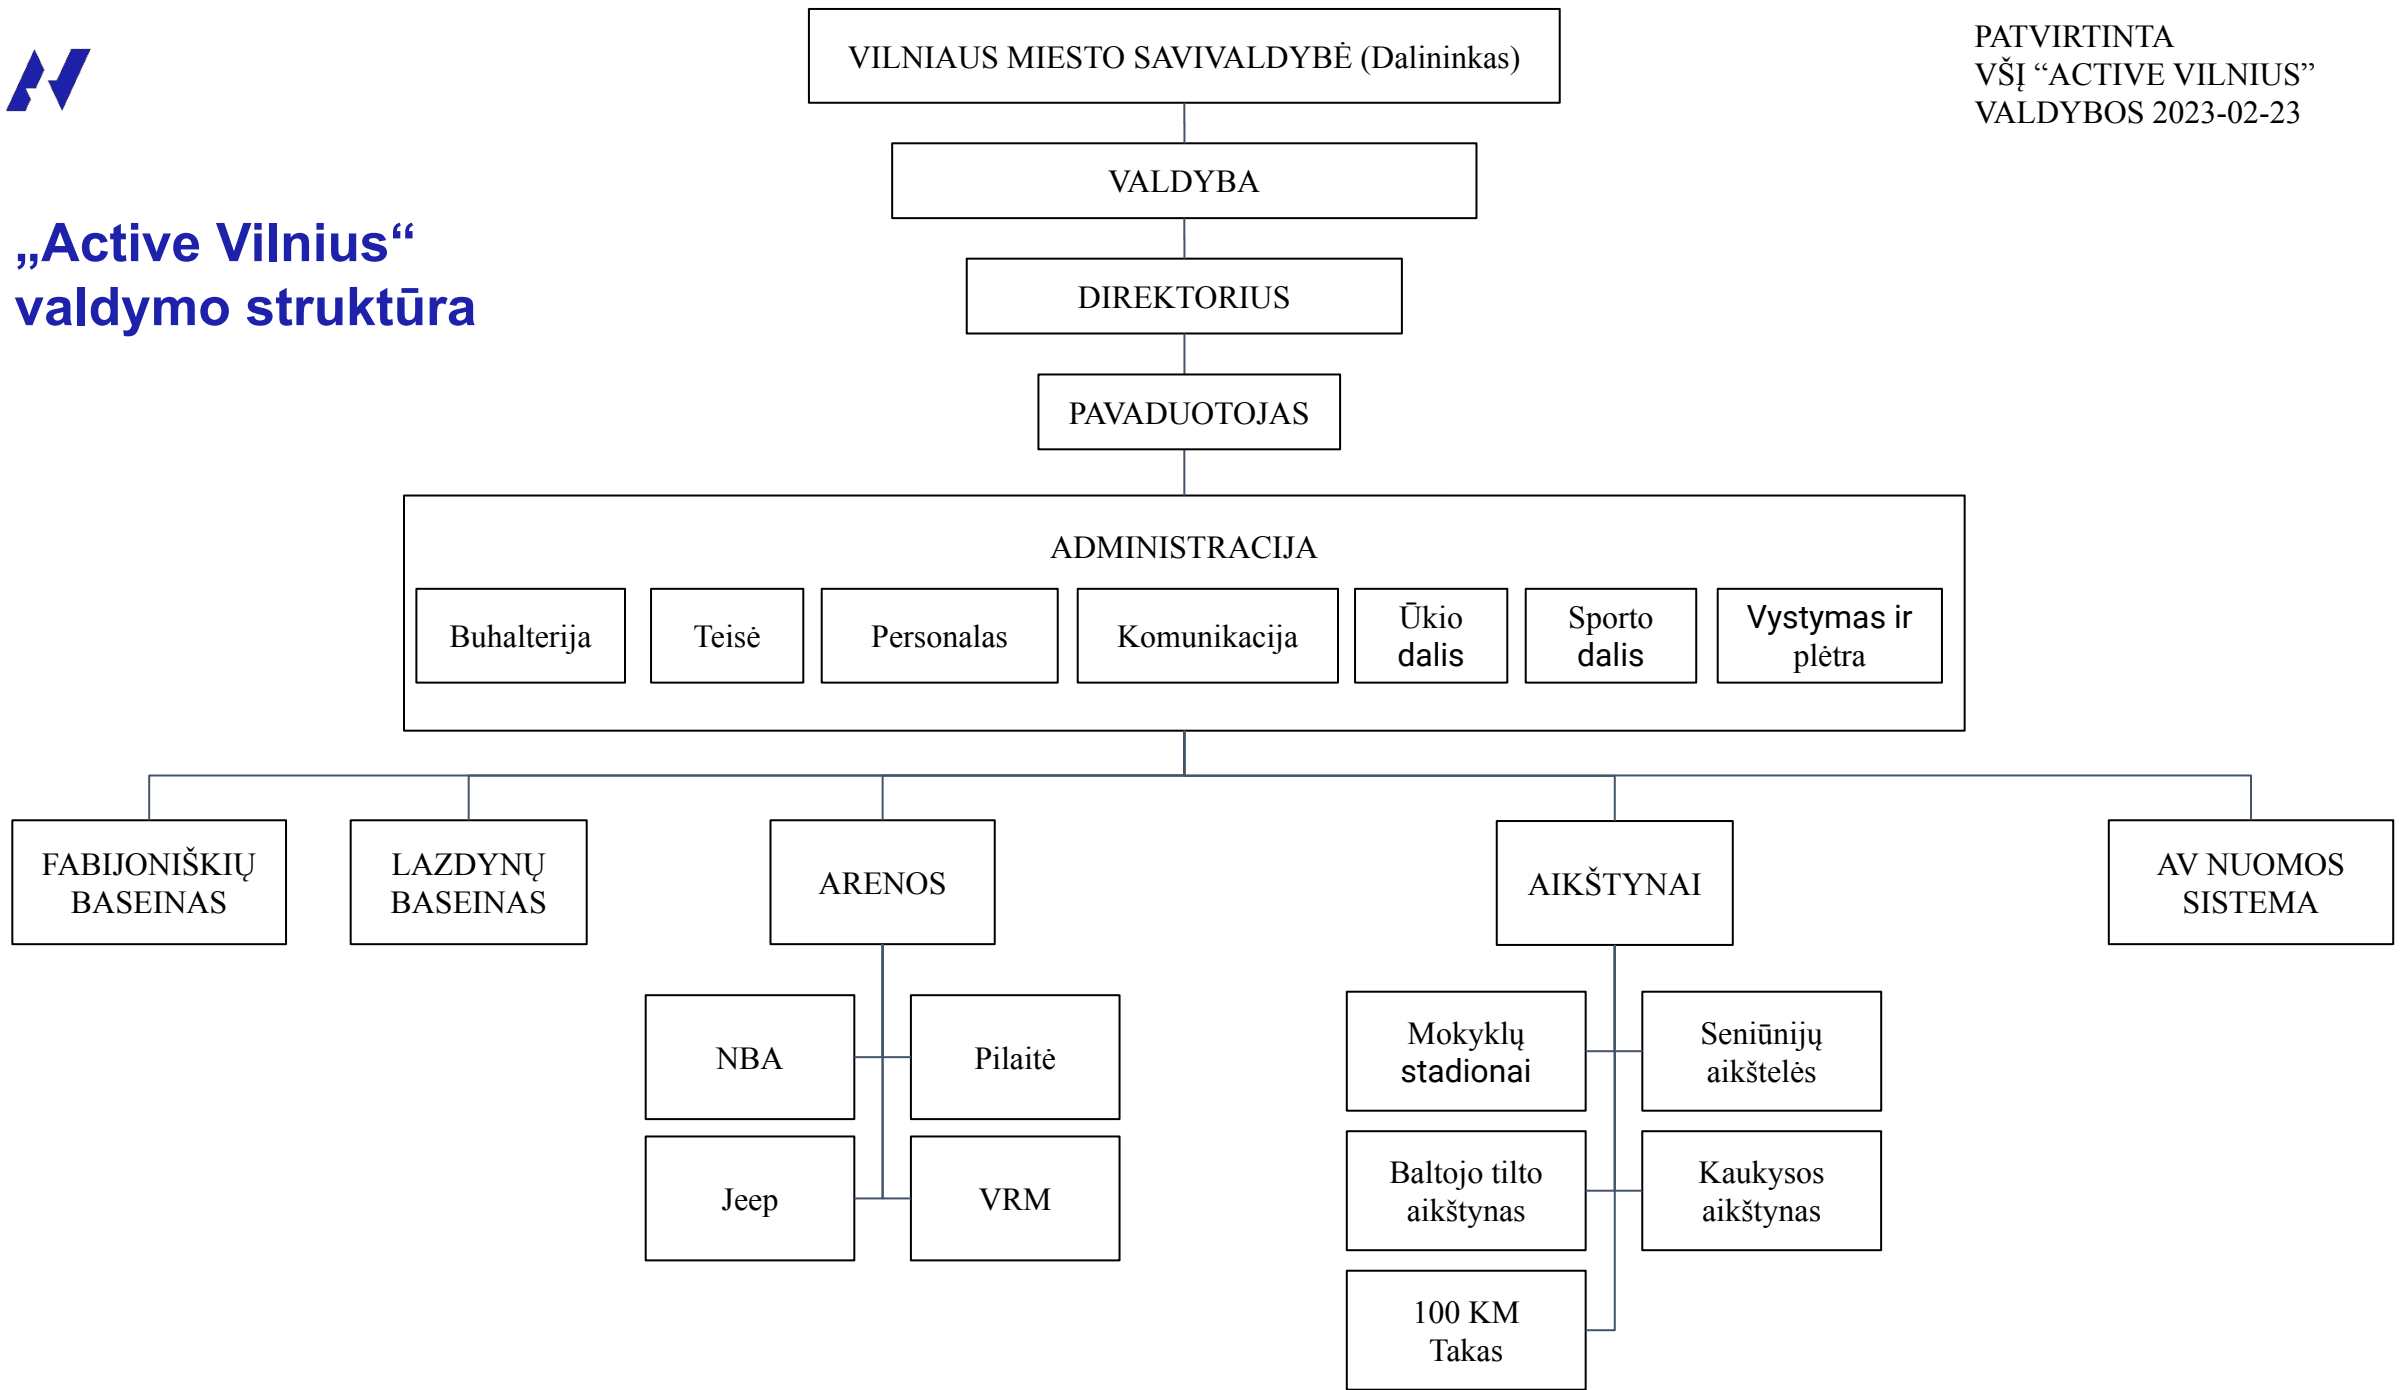 VILNIAUS MIESTO SAVIVALDYBĖ (Dalininkas)
PATVIRTINTA
VŠĮ “ACTIVE VILNIUS”
VALDYBOS 2023-02-23
VALDYBA
„Active Vilnius“
valdymo struktūra
DIREKTORIUS
PAVADUOTOJAS
ADMINISTRACIJA
Buhalterija
Teisė
Personalas
Komunikacija
Ūkio
dalis
Sporto
dalis
Vystymas ir
plėtra
FABIJONIŠKIŲ
BASEINAS
LAZDYNŲ
BASEINAS
ARENOS
AIKŠTYNAI
AV NUOMOS
SISTEMA
NBA
Pilaitė
Jeep
VRM
Mokyklų
stadionai
Seniūnijų
aikštelės
Baltojo tilto
aikštynas
Kaukysos
aikštynas
100 KM
Takas